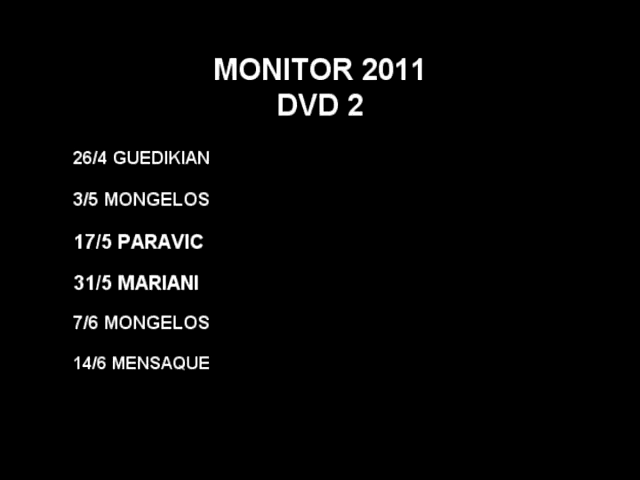 MONITOR 2011
DVD 2
26/4 GUEDIKIAN
3/5 MONGELOS
17/5 PARAVIC
31/5 MARIANI
7/6 MONGELOS
14/6 MENSAQUE